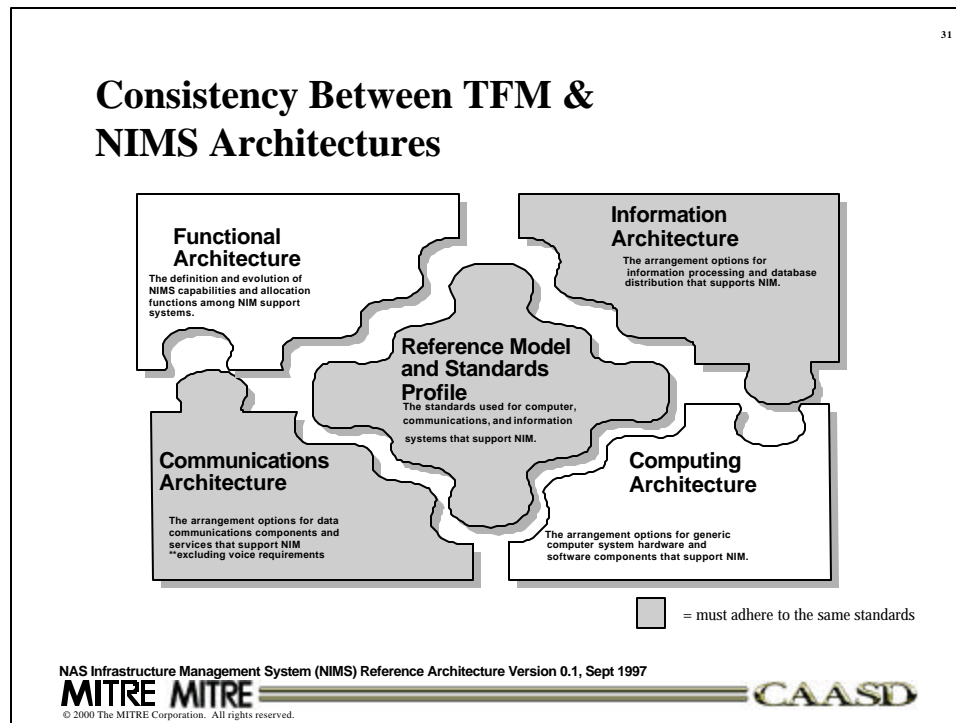 31
Consistency Between TFM &
NIMS Architectures
Functional
Architecture
The definition and evolution of
NIMS capabilities and allocation
functions among NIM support
systems.
Information
Architecture
The arrangement options for
information processing and database
distribution that supports NIM.
Reference Model
and Standards
Profile
The standards used for computer,
communications, and information
systems that support NIM.
Communications
Architecture
The arrangement options for data
communications components and
services that support NIM
**excluding voice requirements
Computing
Architecture
The arrangement options for generic
computer system hardware and
software components that support NIM.
= must adhere to the same standards
NAS Infrastructure Management System (NIMS) Reference Architecture Version 0.1, Sept 1997
MITRE MITRE CAASD
© 2000 The MITRE Corporation. All rights reserved.